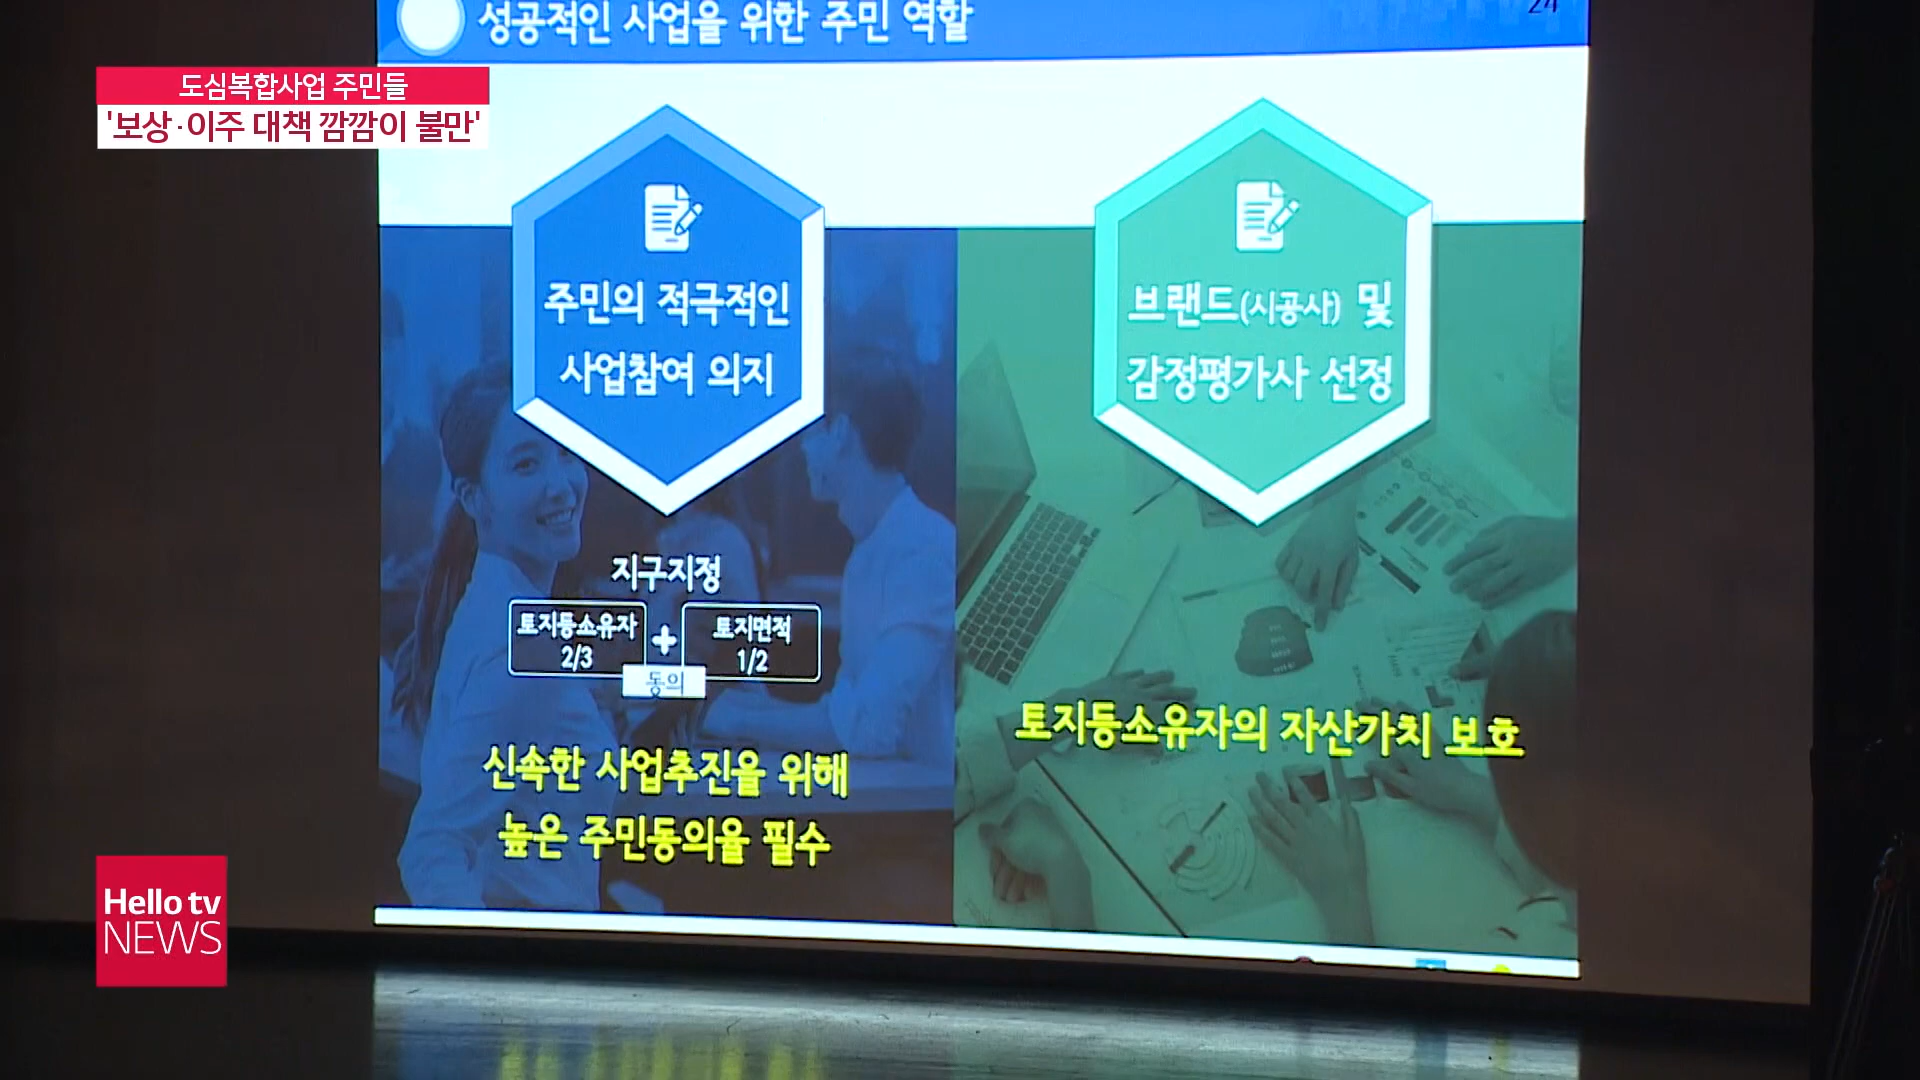 성공적인 사업을 위한 주민 역할
24
도심복합사업 주민들
'보상·이주 대책 깜깜이 불만'
주민의 적극적인
사업참여 의지
브랜드(시공사) 및
감정평가사 선정
지구지정
토지등소유자
2/3
+
토지면적
1/2
동의
신속한 사업추진을 위해
높은 주민동의율 필수
토지등소유자의 자산가치 보호
Hello tv
NEWS